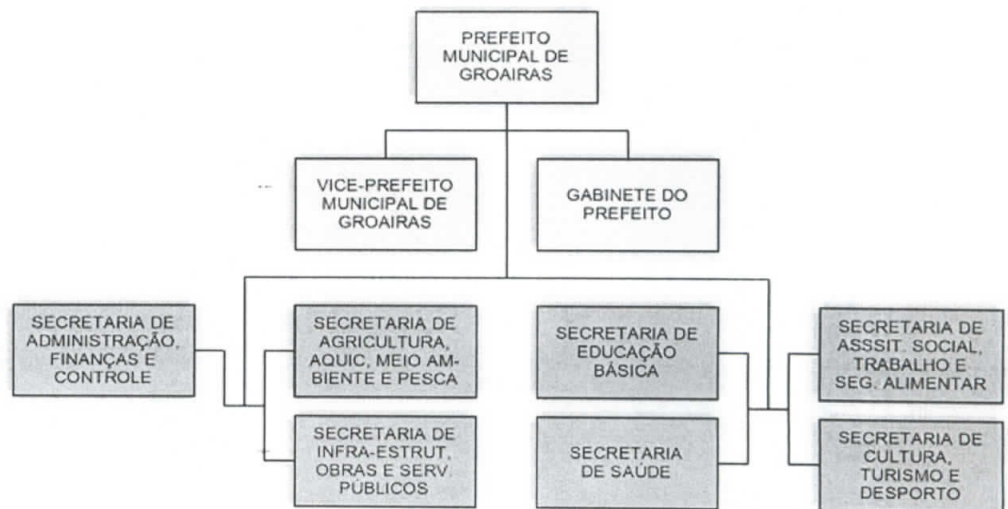 PREFEITO
MUNICIPAL DE
GROAIRAS
VICE-PREFEITO
MUNICIPAL DE
GROAIRAS
GABINETE DO
PREFEITO
SECRETARIA DE
ADMINISTRAÇÃO,
FINANÇAS E
CONTROLE
SECRETARIA DE
AGRICULTURA,
AQUIC, MEIO AM-
BIENTE E PESCA
SECRETARIA DE
EDUCAÇÃO
BÁSICA
SECRETARIA DE
ASSSIT. SOCIAL,
TRABALHO E
SEG. ALIMENTAR
SECRETARIA DE
INFRA-ESTRUT,
OBRAS E SERV.
PÚBLICOS
SECRETARIA
DE SAÚDE
SECRETARIA DE
CULTURA,
TURISMO E
DESPORTO